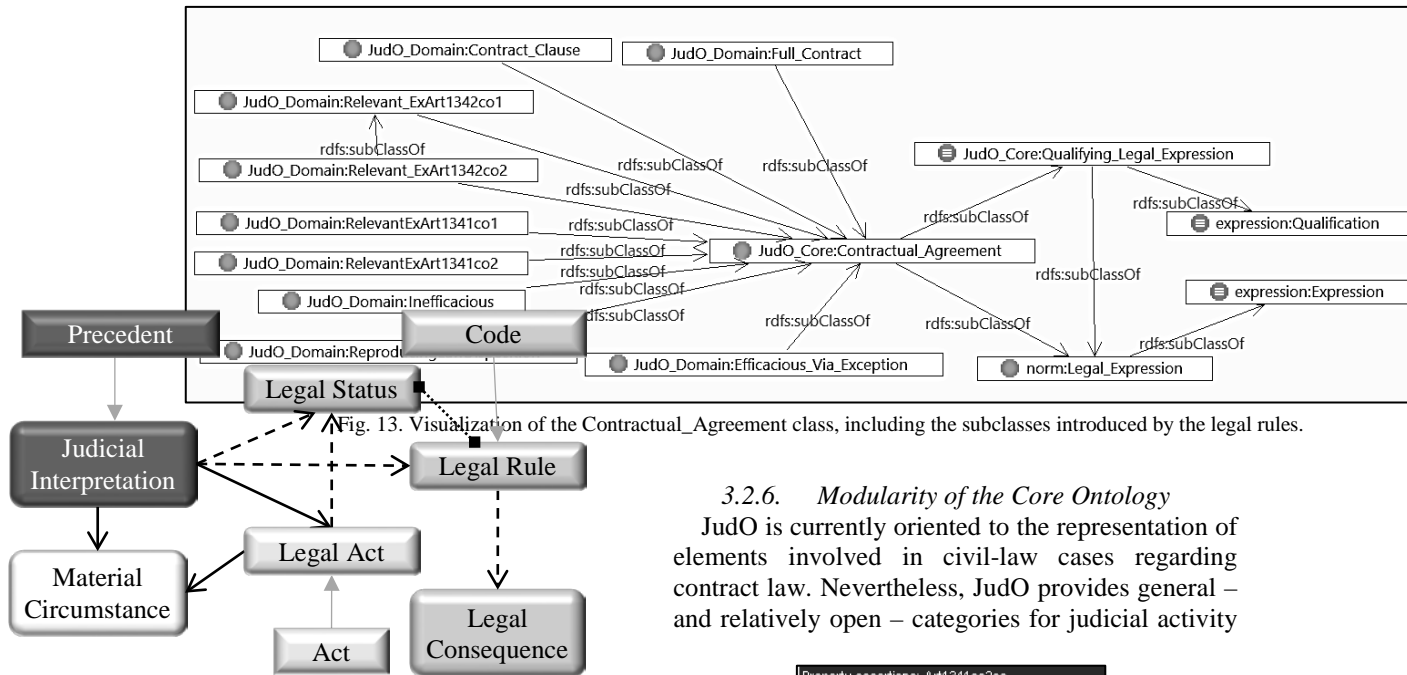 JudO_Domain:Contract_Clause
JudO_Domain:Full_Contract
JudO_Domain:Relevant_ExArt1342co1
rdfs:subClassOf
JudO_Core:Qualifying_Legal_Expression
JudO_Domain:Relevant_ExArt1342co2
rdfs:subClassOf
rdfs:subClassOf
rdfs:subClassOf
rdfs:subClassOf
rdfs:subClassOf
JudO_Domain:RelevantExArt1341co1
expression:Qualification
rdfs:subClassOf
JudO_Core:Contractual_Agreement
JudO_Domain:RelevantExArt1341co2
rdfs:subClassOf
rdfs:subClassOf
rdfs:subClassOf
JudO_Domain:Inefficacious
expression:Expression
rdfs:subClassOf
rdfs:subClassOf
rdfs:subClassOf
rdfs:subClassOf
Precedent
Code
JudO_Domain:Efficacious_Via_Exception
norm:Legal_Expression
Legal Status
Fig. 13. Visualization of the Contractual_Agreement class, including the subclasses introduced by the legal rules.
Judicial
Interpretation
Legal Rule
Legal Act
Material
Circumstance
Legal
Consequence
Act
3.2.6. Modularity of the Core Ontology
JudO is currently oriented to the representation of
elements involved in civil-law cases regarding
contract law. Nevertheless, JudO provides general –
and relatively open – categories for judicial activity